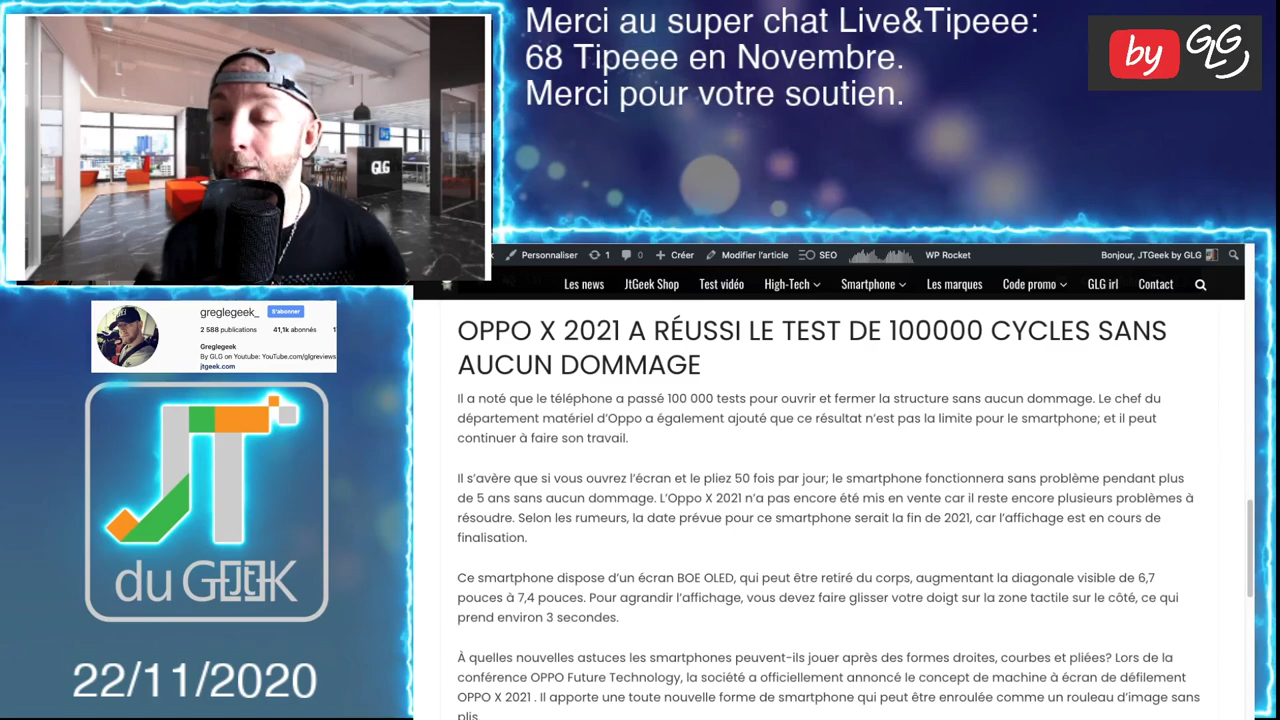 Merci au super chat Live&Tipeee:
68 Tipeee en Novembre.
Merci pour votre soutien.
by GLG
GLG
Personnaliser 1 0 Créer Modifier l'article SEO WP Rocket Bonjour, JTGeek by GLG
Les news JtGeek Shop Test vidéo High-Tech Smartphone Les marques Code promo GLG irl Contact
greglegeek_ S'abonner
2 588 publications 41,1k abonnés 1
Greglegeek
By GLG on Youtube: YouTube.com/glgreviews
jtgeek.com
JT
du GEEK
22/11/2020
OPPO X 2021 A RÉUSSI LE TEST DE 100000 CYCLES SANS
AUCUN DOMMAGE
Il a noté que le téléphone a passé 100 000 tests pour ouvrir et fermer la structure sans aucun dommage. Le chef du
département matériel d'Oppo a également ajouté que ce résultat n'est pas la limite pour le smartphone; et il peut
continuer à faire son travail.
Il s'avère que si vous ouvrez l'écran et le pliez 50 fois par jour; le smartphone fonctionnera sans problème pendant plus
de 5 ans sans aucun dommage. L'Oppo X 2021 n'a pas encore été mis en vente car il reste encore plusieurs problèmes à
résoudre. Selon les rumeurs, la date prévue pour ce smartphone serait la fin de 2021, car l'affichage est en cours de
finalisation.
Ce smartphone dispose d'un écran BOE OLED, qui peut être retiré du corps, augmentant la diagonale visible de 6,7
pouces à 7,4 pouces. Pour agrandir l'affichage, vous devez faire glisser votre doigt sur la zone tactile sur le côté, ce qui
prend environ 3 secondes.
À quelles nouvelles astuces les smartphones peuvent-ils jouer après des formes droites, courbes et pliées? Lors de la
conférence OPPO Future Technology, la société a officiellement annoncé le concept de machine à écran de défilement
OPPO X 2021 . Il apporte une toute nouvelle forme de smartphone qui peut être enroulée comme un rouleau d'image sans
plis.